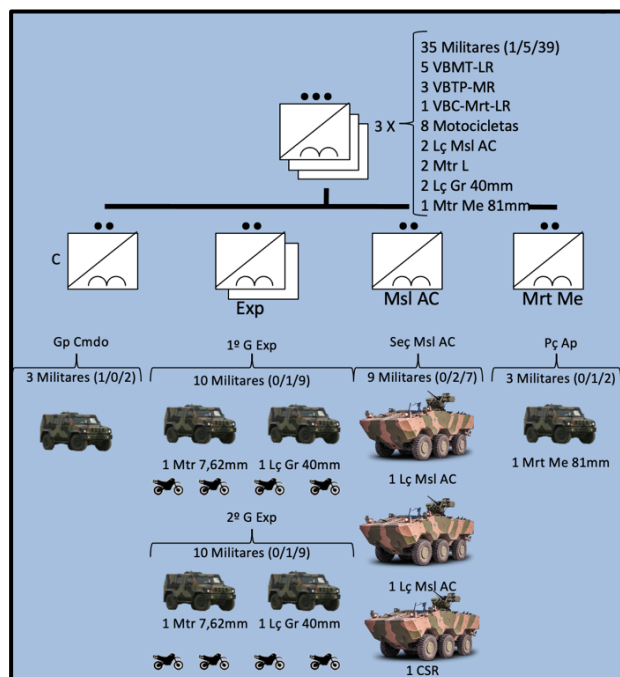 35 Militares (1/5/39)
5 VBMT-LR
3 VBTP-MR
3 X
1 VBC-Mrt-LR
8 Motocicletas
2 Lç Msl AC
2 Mtr L
2 Lç Gr 40mm
1 Mtr Me 81mm
C
Exp
Msl AC
Mrt Me
Gp Cmdo
1º G Exp
Seç Msl AC
Pç Ap
3 Militares (1/0/2)
10 Militares (0/1/9)
9 Militares (0/2/7)
3 Militares (0/1/2)
1 Mtr 7,62mm
1 Lç Gr 40mm
1 Lç Msl AC
1 Mrt Me 81mm
2º G Exp
10 Militares (0/1/9)
1 Lç Msl AC
1 Mtr 7,62mm
1 Lç Gr 40mm
1 CSR